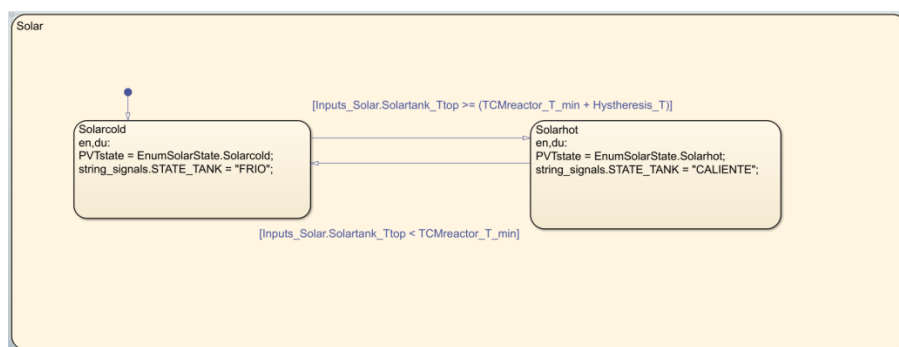 Solar
[Inputs_Solar.Solartank_Ttop >= (TCMreactor_T_min + Hystheresis_T)]
Solarcold
en,du:
PVTstate = EnumSolarState.Solarcold;
string_signals.STATE_TANK = "FRIO";
Solarhot
en,du:
PVTstate = EnumSolarState.Solarhot;
string_signals.STATE_TANK = "CALIENTE";
[Inputs_Solar.Solartank_Ttop < TCMreactor_T_min]